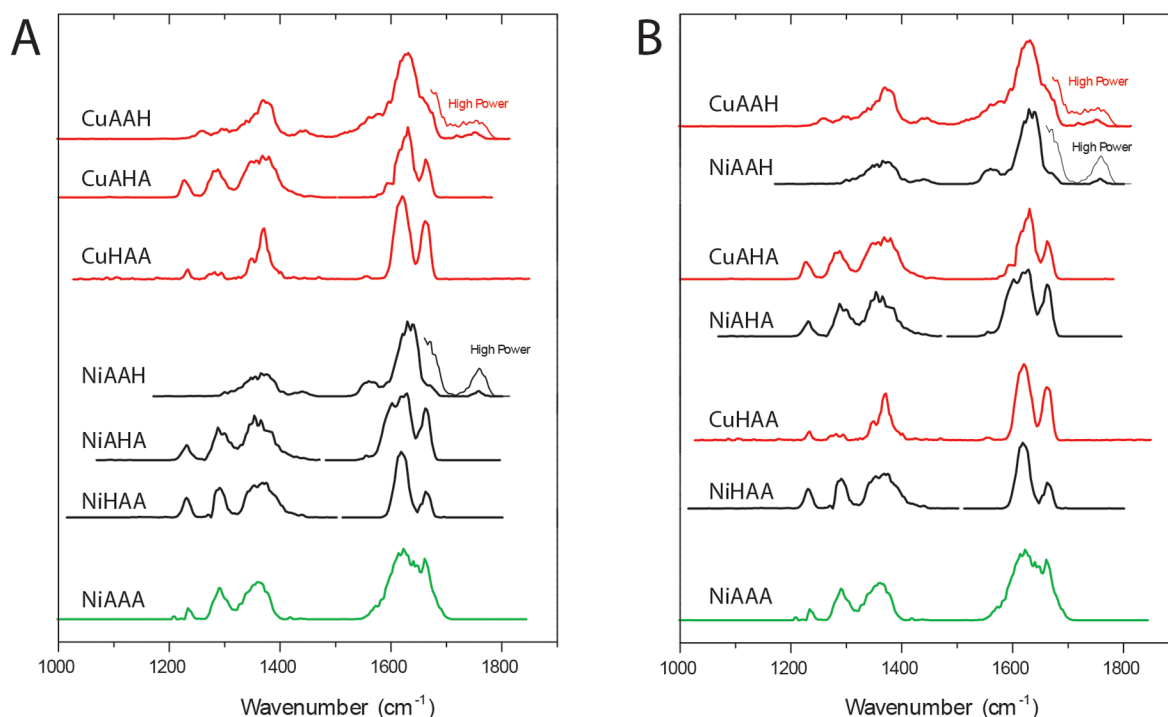 A
CuAAH
High Power
CuAHA
CuHAA
NiAAH
High Power
NiAHA
NiHAA
NiAAA
1000 1200 1400 1600 1800
Wavenumber (cm⁻¹)
B
CuAAH
High Power
NiAAH
High Power
CuAHA
NiAHA
CuHAA
NiHAA
NiAAA
1000 1200 1400 1600 1800
Wavenumber (cm⁻¹)